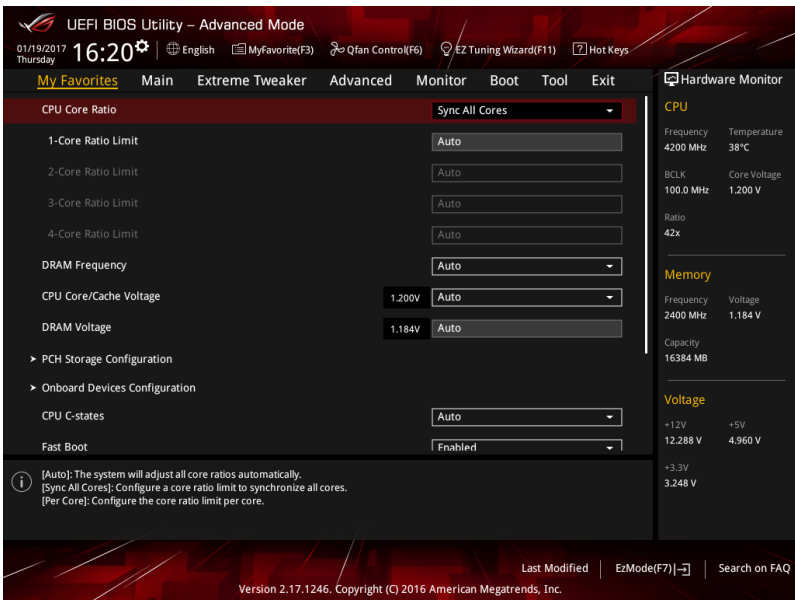 UEFI BIOS Utility – Advanced Mode
01/19/2017 Thursday 16:20 English MyFavorite(F3) Qfan Control(F6) EZ Tuning Wizard(F11) ? Hot Keys
My Favorites Main Extreme Tweaker Advanced Monitor Boot Tool Exit
CPU Core Ratio Sync All Cores
1-Core Ratio Limit Auto
2-Core Ratio Limit Auto
3-Core Ratio Limit Auto
4-Core Ratio Limit Auto
DRAM Frequency Auto
CPU Core/Cache Voltage 1.200V Auto
DRAM Voltage 1.184V Auto
> PCH Storage Configuration
> Onboard Devices Configuration
CPU C-states Auto
Fast Boot Enabled
i
[Auto]: The system will adjust all core ratios automatically.
[Sync All Cores]: Configure a core ratio limit to synchronize all cores.
[Per Core]: Configure the core ratio limit per core.
Hardware Monitor
CPU
Frequency Temperature
4200 MHz 38°C
BCLK Core Voltage
100.0 MHz 1.200 V
Ratio
42x
Memory
Frequency Voltage
2400 MHz 1.184 V
Capacity
16384 MB
Voltage
+12V +5V
12.288 V 4.960 V
+3.3V
3.248 V
Last Modified EzMode(F7) Search on FAQ
Version 2.17.1246. Copyright (C) 2016 American Megatrends, Inc.